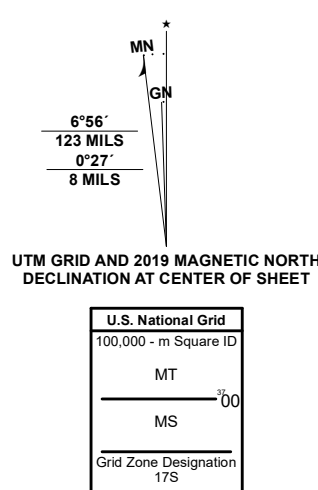 ★
MN
GN
6°56´
123 MILS
0°27´
8 MILS
UTM GRID AND 2019 MAGNETIC NORTH
DECLINATION AT CENTER OF SHEET
U.S. National Grid
100,000 - m Square ID
MT
3700
MS
Grid Zone Designation
17S